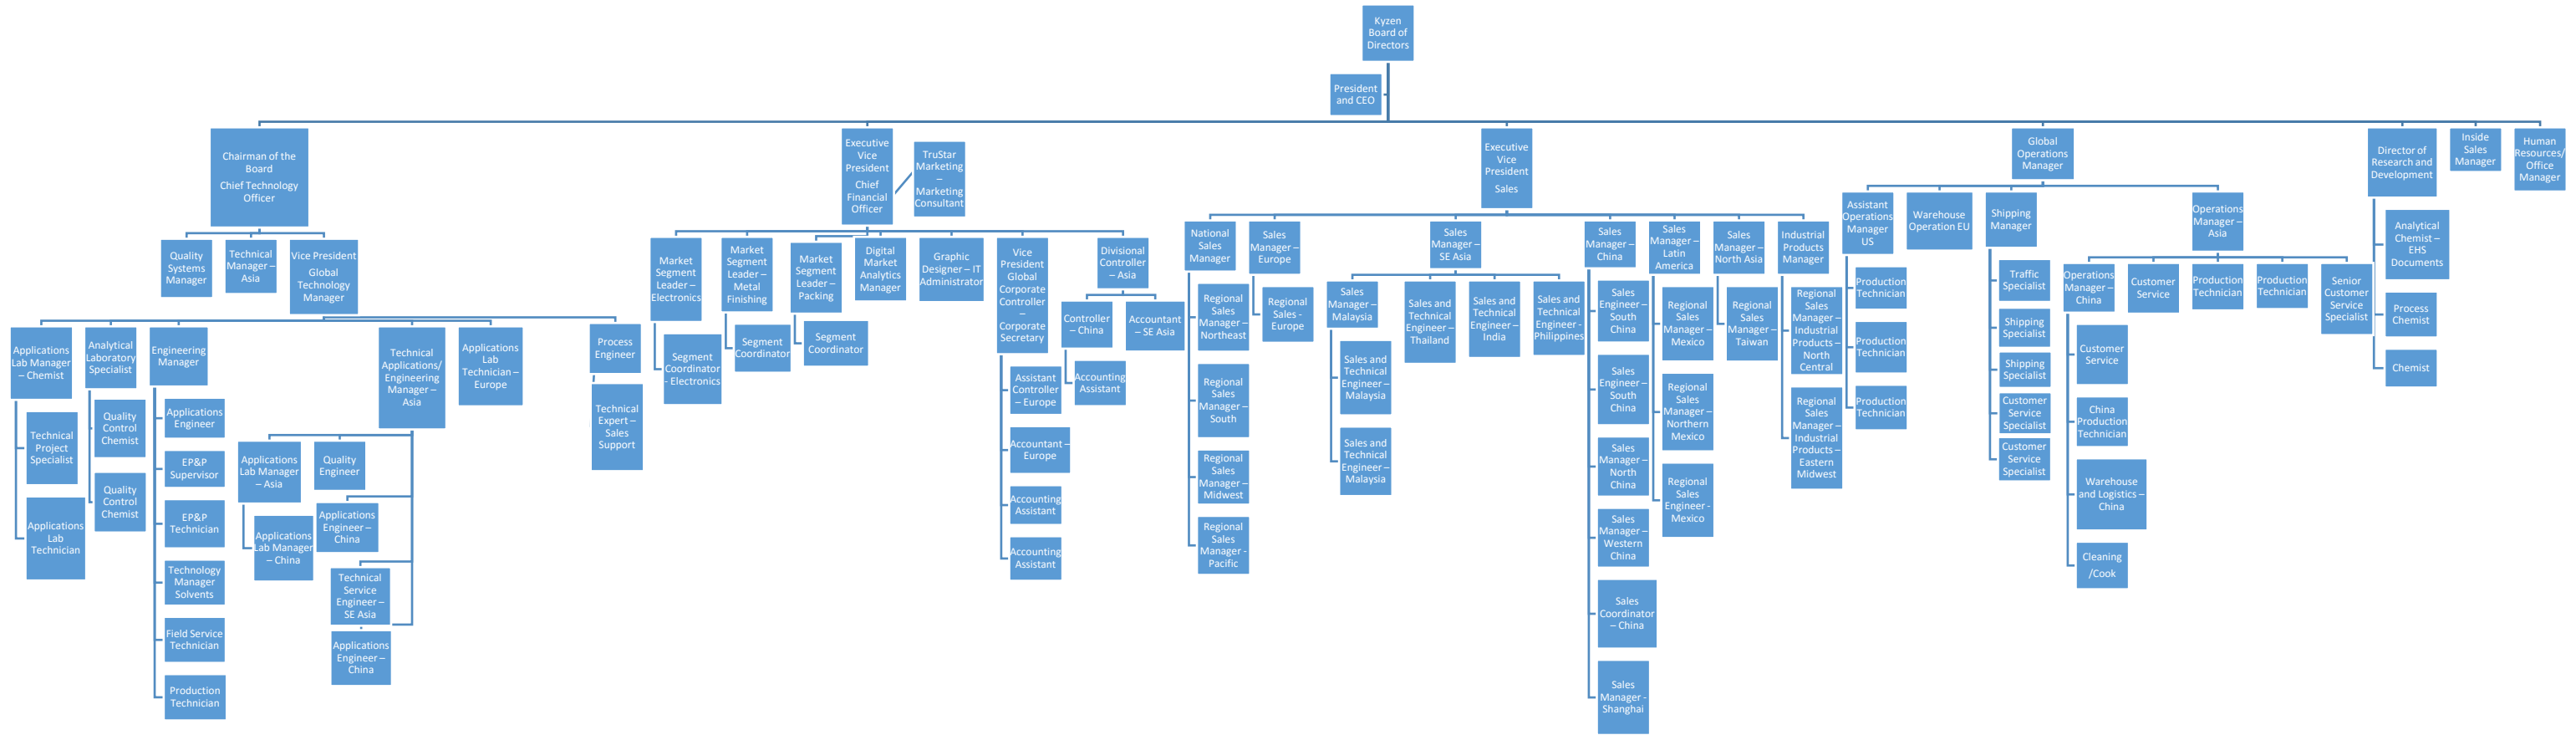 Kyzen
Board of
Directors
President
and CEO
Chairman of the
Board
Chief Technology
Officer
Executive
Vice
President
Chief
Financial
Officer
TruStar
Marketing
–
Marketing
Consultant
Executive
Vice
President
Sales
Global
Operations
Manager
Director of
Research and
Development
Inside
Sales
Manager
Human
Resources/
Office
Manager
Quality
Systems
Manager
Technical
Manager –
Asia
Vice President
Global
Technology
Manager
Applications
Lab Manager
– Chemist
Technical
Project
Specialist
Applications
Lab
Technician
Analytical
Laboratory
Specialist
Quality
Control
Chemist
Quality
Control
Chemist
Engineering
Manager
Applications
Engineer
EP&P
Supervisor
EP&P
Technician
Technology
Manager
Solvents
Field Service
Technician
Production
Technician
Technical
Applications/
Engineering
Manager –
Asia
Applications
Lab Manager
– Asia
Applications
Lab Manager
– China
Quality
Engineer
Applications
Engineer –
China
Technical
Service
Engineer –
SE Asia
Applications
Engineer –
China
Applications
Lab
Technician –
Europe
Process
Engineer
Technical
Expert –
Sales
Support
Market
Segment
Leader –
Electronics
Segment
Coordinator
- Electronics
Market
Segment
Leader –
Metal
Finishing
Segment
Coordinator
Market
Segment
Leader –
Packing
Segment
Coordinator
Digital
Market
Analytics
Manager
Graphic
Designer – IT
Administrator
Vice
President
Global
Corporate
Controller
–
Corporate
Secretary
Assistant
Controller
– Europe
Accountant –
Europe
Accounting
Assistant
Accounting
Assistant
Divisional
Controller
– Asia
Controller
– China
Accounting
Assistant
Accountant
– SE Asia
National
Sales
Manager
Regional
Sales
Manager –
Northeast
Regional
Sales
Manager –
South
Regional
Sales
Manager –
Midwest
Regional
Sales
Manager -
Pacific
Sales
Manager –
Europe
Regional
Sales -
Europe
Sales
Manager –
SE Asia
Sales
Manager –
Malaysia
Sales and
Technical
Engineer –
Malaysia
Sales and
Technical
Engineer –
Malaysia
Sales and
Technical
Engineer –
Thailand
Sales and
Technical
Engineer –
India
Sales and
Technical
Engineer -
Philippines
Sales
Manager –
China
Sales
Engineer –
South
China
Sales
Engineer –
South
China
Sales
Manager –
North
China
Sales
Manager –
Western
China
Sales
Coordinator
– China
Sales
Manager -
Shanghai
Sales
Manager –
Latin
America
Regional
Sales
Manager –
Mexico
Regional
Sales
Manager –
Northern
Mexico
Regional
Sales
Engineer -
Mexico
Sales
Manager –
North Asia
Regional
Sales
Manager –
Taiwan
Industrial
Products
Manager
Regional
Sales
Manager –
Industrial
Products –
North
Central
Regional
Sales
Manager –
Industrial
Products –
Eastern
Midwest
Assistant
Operations
Manager
US
Production
Technician
Production
Technician
Production
Technician
Warehouse
Operation EU
Shipping
Manager
Traffic
Specialist
Shipping
Specialist
Shipping
Specialist
Customer
Service
Specialist
Customer
Service
Specialist
Operations
Manager –
Asia
Operations
Manager –
China
Customer
Service
China
Production
Technician
Warehouse
and Logistics –
China
Cleaning
/Cook
Customer
Service
Production
Technician
Production
Technician
Senior
Customer
Service
Specialist
Analytical
Chemist –
EHS
Documents
Process
Chemist
Chemist